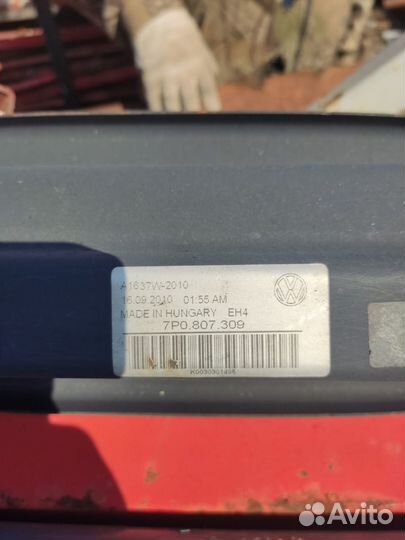 A1637W-2010
16.09.2010 01:55 AM
MADE IN HUNGARY EH4
7P0.807.309
Avito